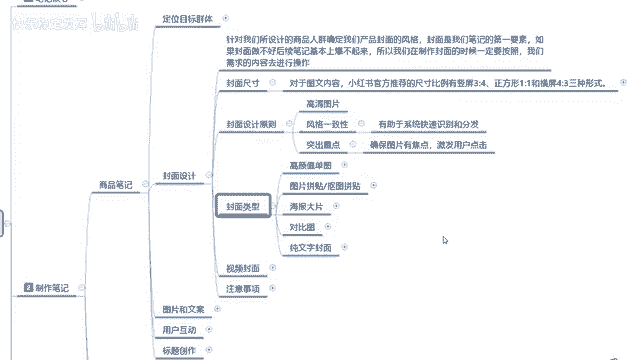 bilibili
定位目标群体
针对我们所设计的商品人群确定我们产品封面的风格，封面是我们笔记的第一要素，如
果封面做不好后续笔记基本上爆不起来，所以我们在制作封面的时候一定要按照，我们
需求的内容去进行操作
封面尺寸
对于图文内容，小红书官方推荐的尺寸比例有竖屏3:4、正方形1:1和横屏4:3三种形式。
高清图片
封面设计原则
风格一致性
有助于系统快速识别和分发
突出重点
确保图片有焦点，激发用户点击
商品笔记
封面设计
高颜值单图
图片拼贴/抠图拼贴
封面类型
海报大片
对比图
纯文字封面
视频封面
2 制作笔记
注意事项
图片和文案
用户互动
标题创作